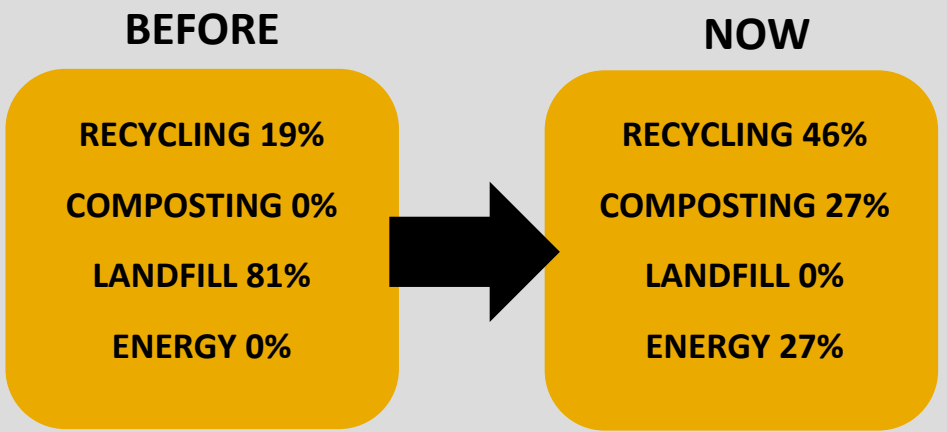 BEFORE
RECYCLING 19%
COMPOSTING 0%
LANDFILL 81%
ENERGY 0%
NOW
RECYCLING 46%
COMPOSTING 27%
LANDFILL 0%
ENERGY 27%